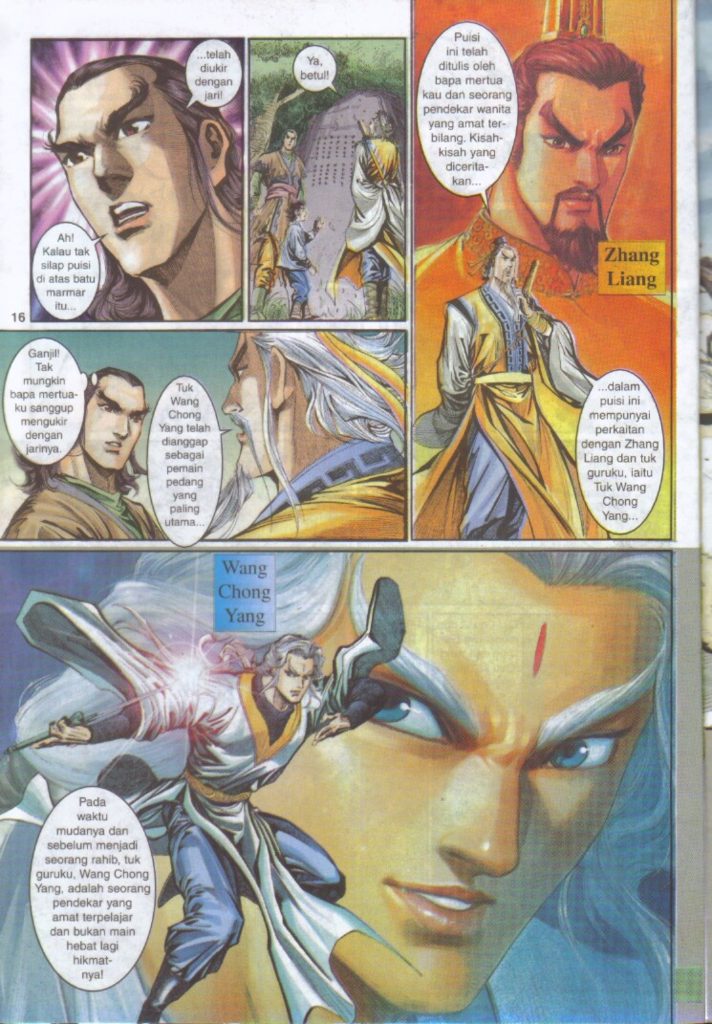 Ah!
Kalau tak
silap puisi
di atas batu
marmar
itu...
...telah
diukir
dengan
jari!
Ya,
betul!
Puisi
ini telah
ditulis oleh
bapa mertua
kau dan seorang
pendekar wanita
yang amat ter-
bilang. Kisah-
kisah yang
dicerita-
kan...
Zhang
Liang
...dalam
puisi ini
mempunyai
perkaitan
dengan Zhang
Liang dan tuk
guruku, iaitu
Tuk Wang
Chong
Yang...
16
Ganjil!
Tak
mungkin
bapa mertua-
ku sanggup
mengukir
dengan
jarinya.
Tuk
Wang
Chong
Yang telah
dianggap
sebagai
pemain
pedang
yang
paling
utama...
Wang
Chong
Yang
Pada
waktu
mudanya dan
sebelum menjadi
seorang rahib, tuk
guruku, Wang Chong
Yang, adalah seorang
pendekar yang
amat terpelajar
dan bukan main
hebat lagi
hikmat-
nya!